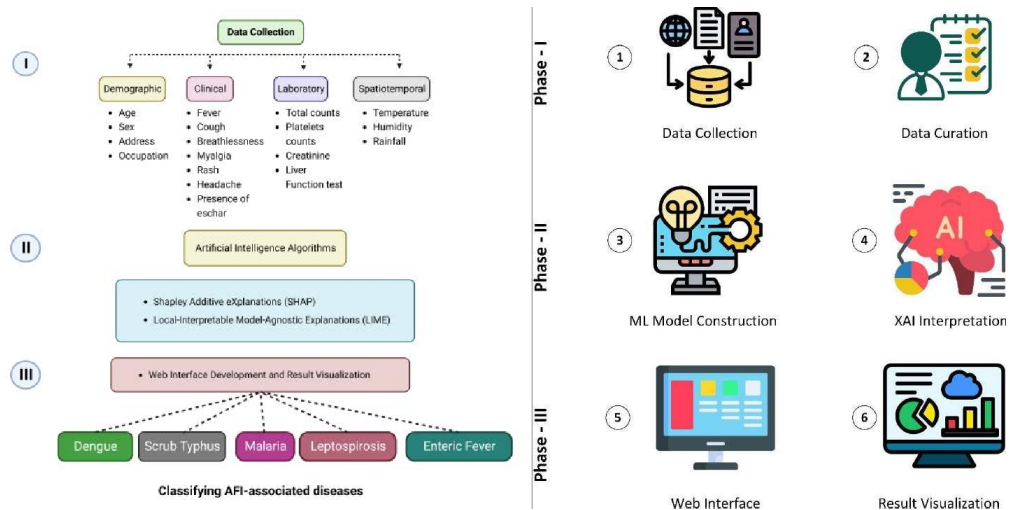 Data Collection
I
Demographic
Clinical
Laboratory
Spatiotemporal
• Age
• Sex
• Address
• Occupation
• Fever
• Cough
• Breathlessness
• Myalgia
• Rash
• Headache
• Presence of
eschar
• Total counts
• Platelets
counts
• Creatinine
• Liver
Function test
• Temperature
• Humidity
• Rainfall
II
Artificial Intelligence Algorithms
• Shapley Additive eXplanations (SHAP)
• Local-Interpretable Model-Agnostic Explanations (LIME)
III
• Web Interface Development and Result Visualization
Dengue
Scrub Typhus
Malaria
Leptospirosis
Enteric Fever
Classifying AFI-associated diseases
Phase - I
1
Data Collection
2
Data Curation
Phase - II
3
ML Model Construction
4
AI
XAI Interpretation
Phase - III
5
Web Interface
6
Result Visualization